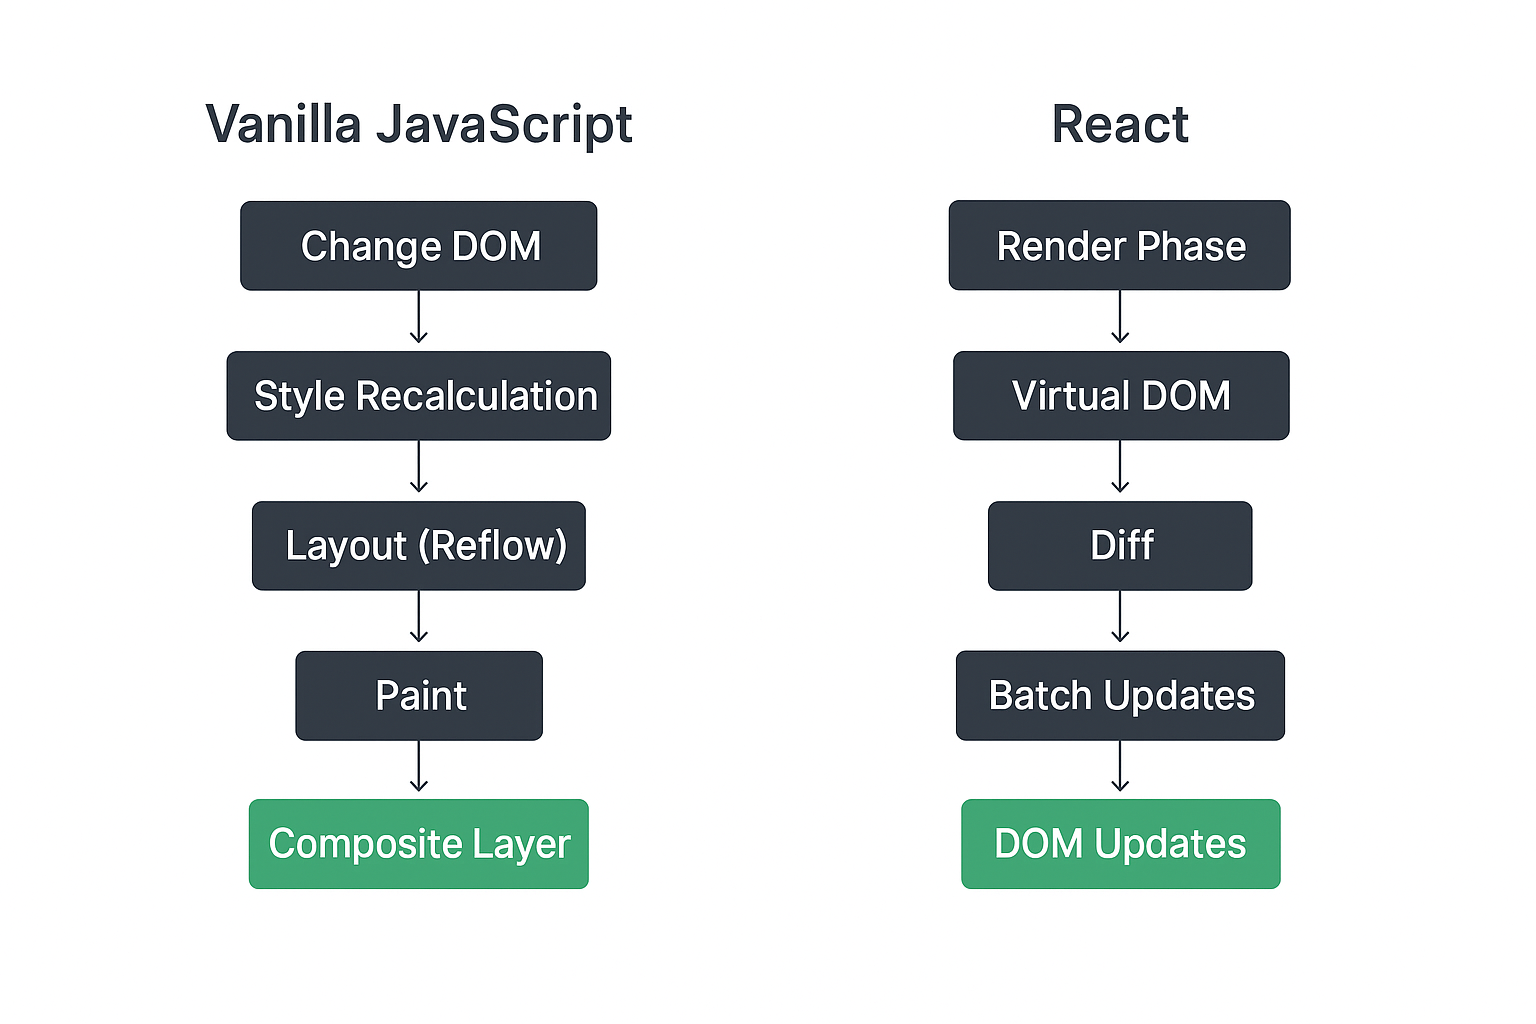 Vanilla JavaScript
Change DOM
Style Recalculation
Layout (Reflow)
Paint
Composite Layer
React
Render Phase
Virtual DOM
Diff
Batch Updates
DOM Updates